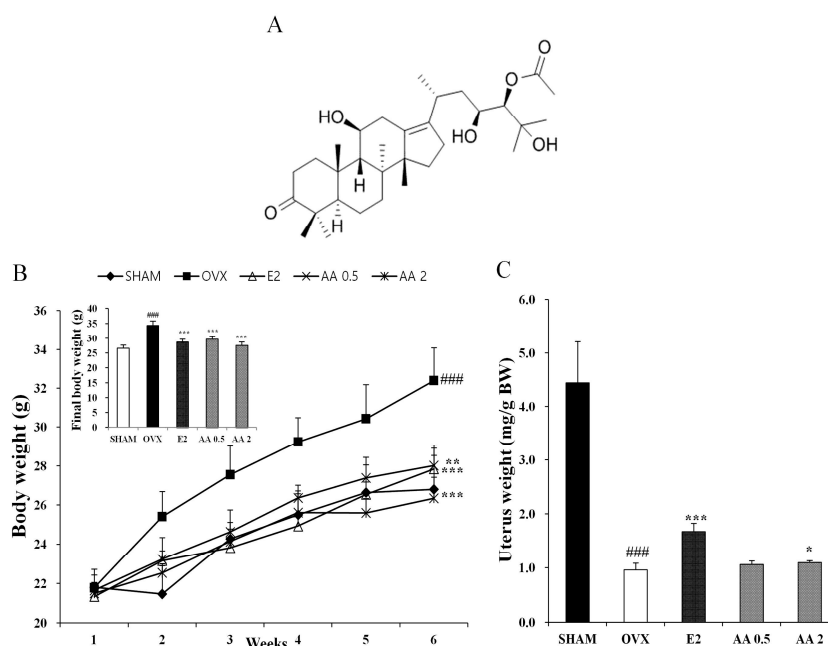 A
O
O
HO
HO
OH
H
O
H
B
SHAM OVX E2 AA 0.5 AA 2
Body weight (g)
36
34
32
30
28
26
24
22
20
1 2 3 4 5 6
Weeks
###
**
***
***
Final body weight (g)
40
35
30
25
20
15
10
5
0
###
***
***
***
SHAM OVX E2 AA 0.5 AA 2
C
Uterus weight (mg/g BW)
6.0
5.0
4.0
3.0
2.0
1.0
0.0
###
***
*
SHAM OVX E2 AA 0.5 AA 2